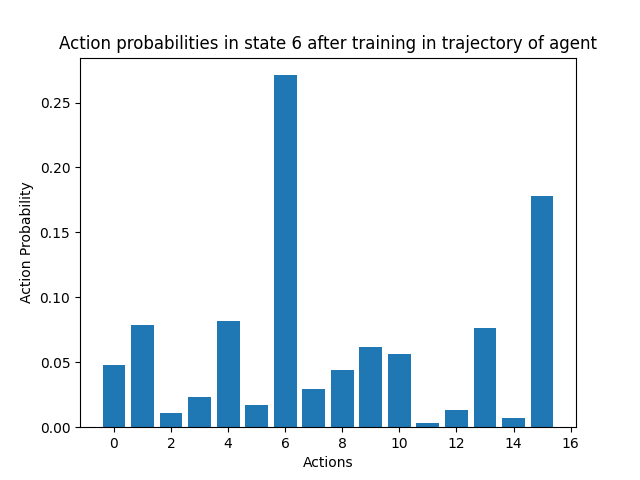 Action probabilities in state 6 after training in trajectory of agent
Action Probability
0.25
0.20
0.15
0.10
0.05
0.00
0 2 4 6 8 10 12 14 16
Actions